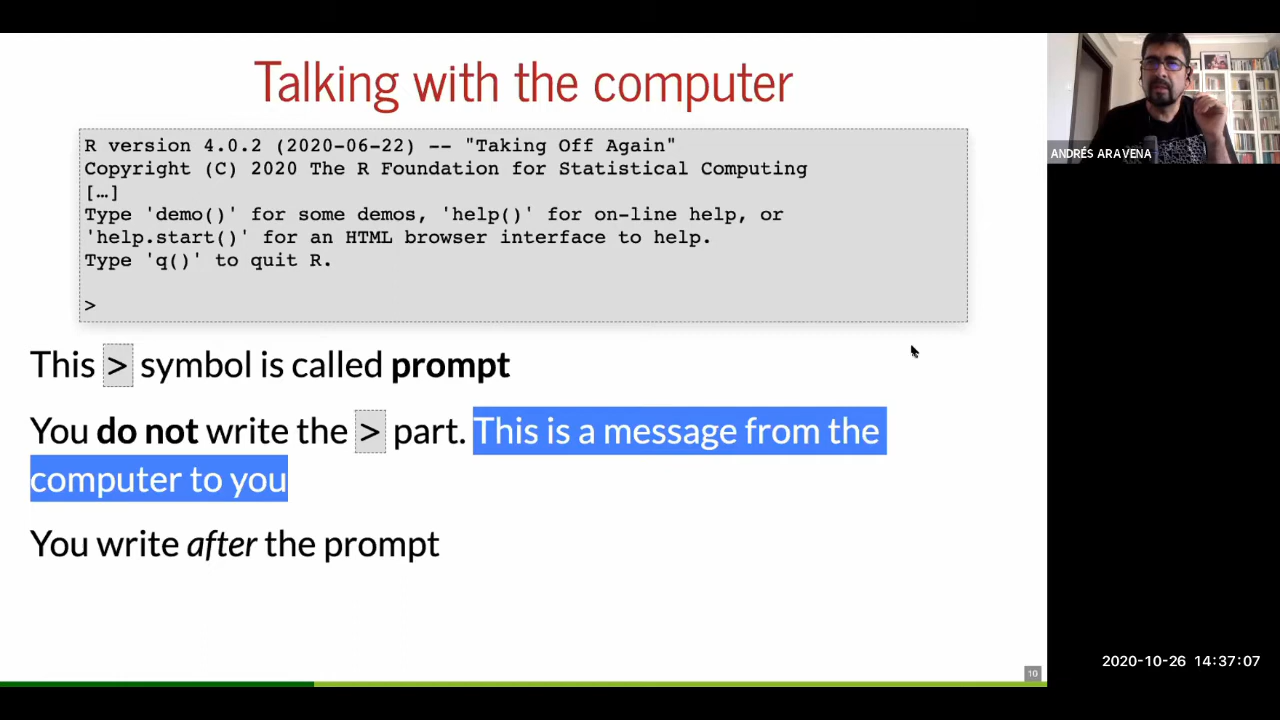 Talking with the computer
R version 4.0.2 (2020-06-22) -- "Taking Off Again"
Copyright (C) 2020 The R Foundation for Statistical Computing
[…]
Type 'demo()' for some demos, 'help()' for on-line help, or
'help.start()' for an HTML browser interface to help.
Type 'q()' to quit R.
>
This > symbol is called prompt
You do not write the > part. This is a message from the
computer to you
You write after the prompt
10
ANDRÉS ARAVENA
2020-10-26 14:37:07